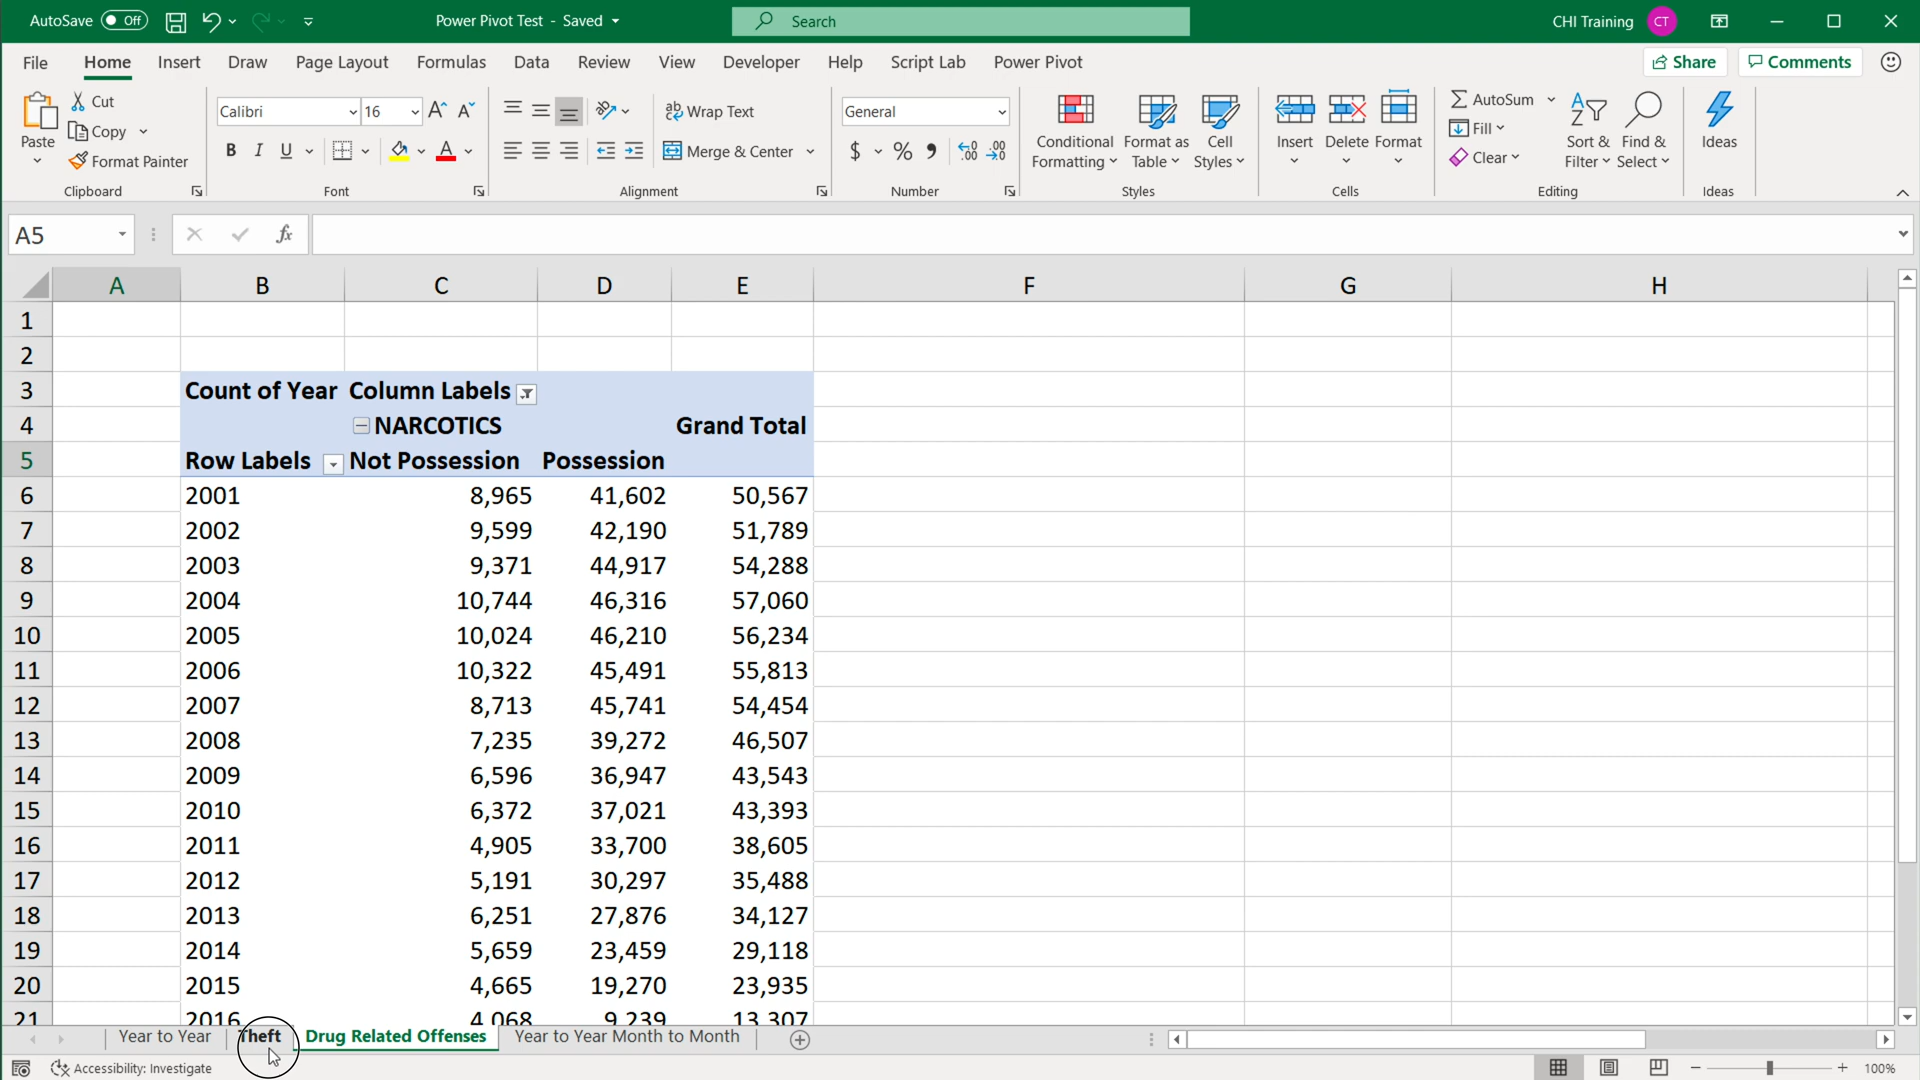 AutoSave Off
Power Pivot Test - Saved
Search
CHI Training CT
File Home Insert Draw Page Layout Formulas Data Review View Developer Help Script Lab Power Pivot Share Comments
Paste
Cut
Copy
Format Painter
Clipboard
Calibri 16
B I U A
Font
Wrap Text
Merge & Center
Alignment
General
$ % 9
Number
Conditional Formatting
Format as Table
Cell Styles
Styles
Insert Delete Format
Cells
AutoSum
Fill
Clear
Sort & Filter
Find & Select
Editing
Ideas
Ideas
A5 fx
A B C D E F G H
1
2
3 Count of Year Column Labels
4 NARCOTICS Grand Total
5 Row Labels Not Possession Possession
6 2001 8,965 41,602 50,567
7 2002 9,599 42,190 51,789
8 2003 9,371 44,917 54,288
9 2004 10,744 46,316 57,060
10 2005 10,024 46,210 56,234
11 2006 10,322 45,491 55,813
12 2007 8,713 45,741 54,454
13 2008 7,235 39,272 46,507
14 2009 6,596 36,947 43,543
15 2010 6,372 37,021 43,393
16 2011 4,905 33,700 38,605
17 2012 5,191 30,297 35,488
18 2013 6,251 27,876 34,127
19 2014 5,659 23,459 29,118
20 2015 4,665 19,270 23,935
21 2016 4,068 9,239 13,307
Year to Year Theft Drug Related Offenses Year to Year Month to Month
Accessibility: Investigate 100%